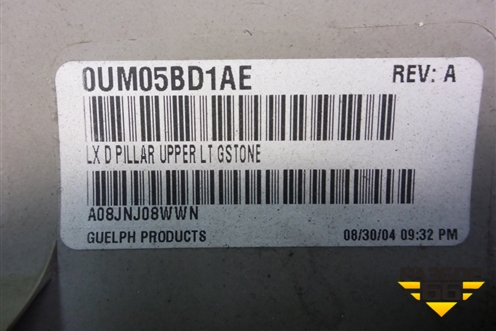 0UM05BD1AE REV: A
LX D PILLAR UPPER LT GSTONE
A08JNJ08WWN
GUELPH PRODUCTS 08/30/04 09:32 PM